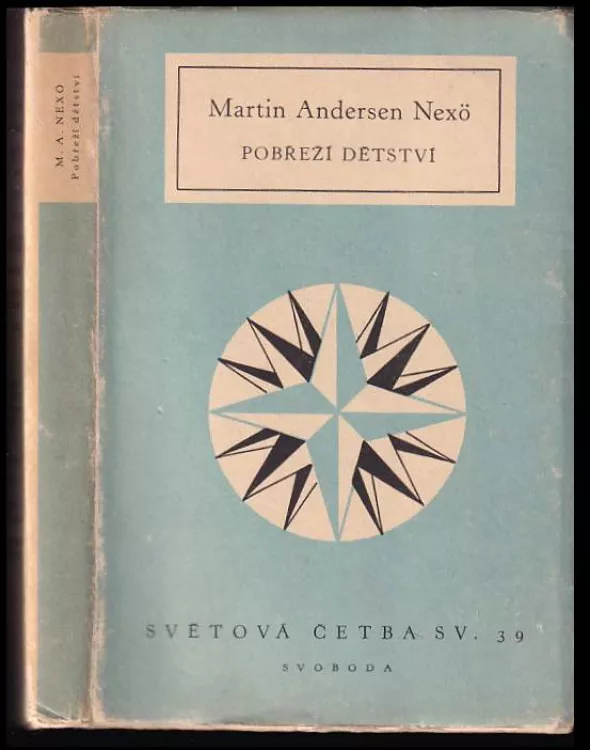 M. A. NEXÖ
Pobřeží dětství
Martin Andersen Nexö
POBŘEŽÍ DĚTSTVÍ
SVĚTOVÁ ČETBA SV. 39
SVOBODA